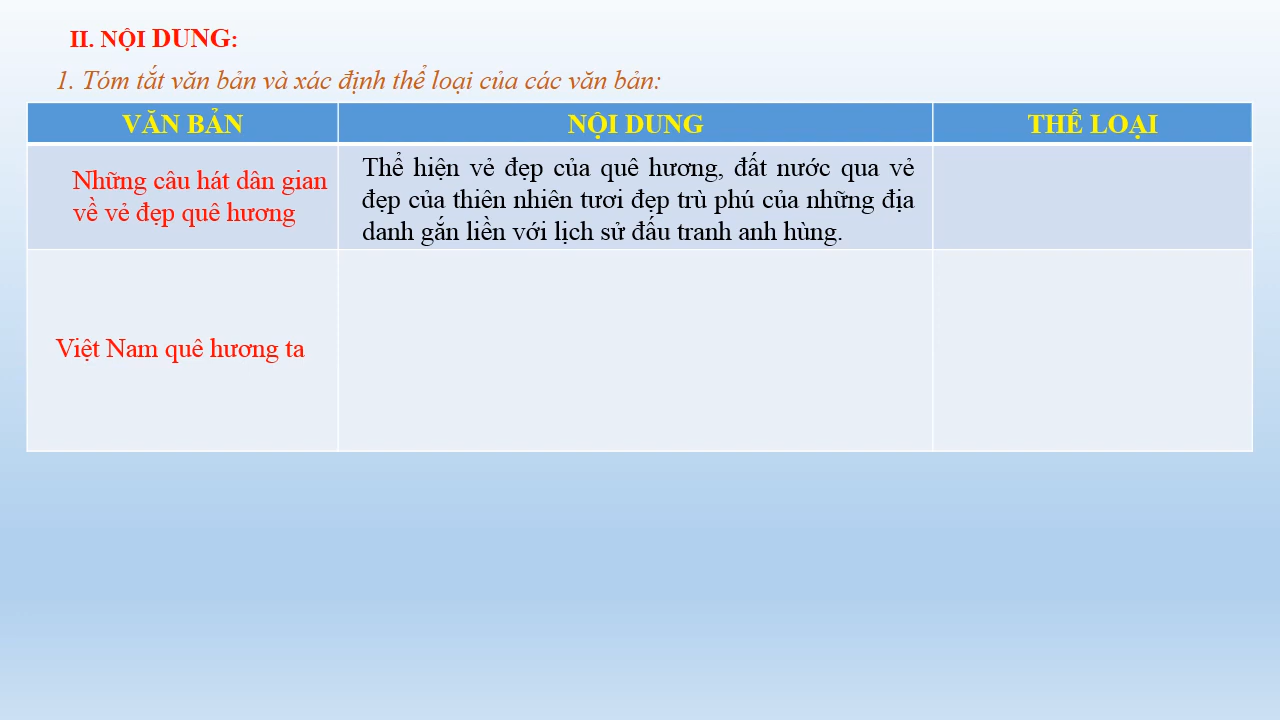 II. NỘI DUNG:
1. Tóm tắt văn bản và xác định thể loại của các văn bản:
VĂN BẢN
NỘI DUNG
THỂ LOẠI
Những câu hát dân gian
về vẻ đẹp quê hương
Thể hiện vẻ đẹp của quê hương, đất nước qua vẻ
đẹp của thiên nhiên tươi đẹp trù phú của những địa
danh gắn liền với lịch sử đấu tranh anh hùng.
Việt Nam quê hương ta